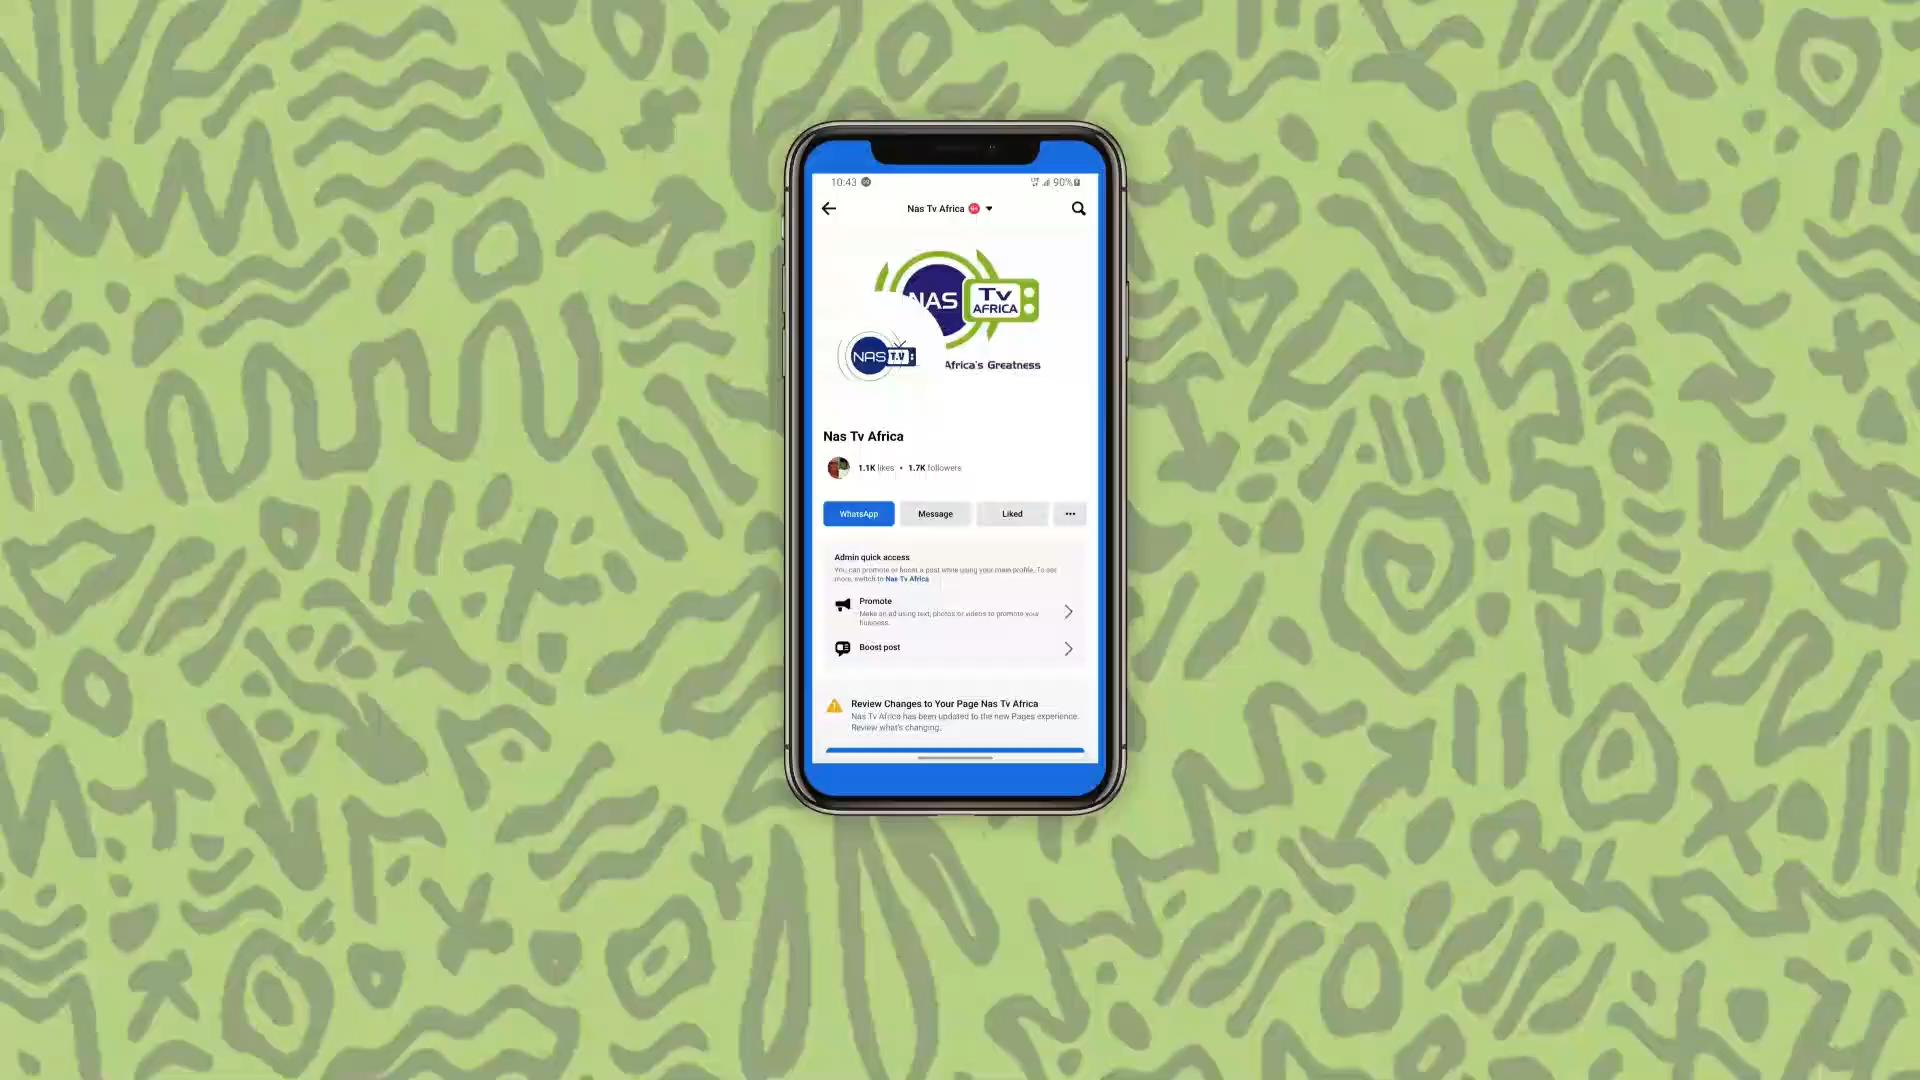 10:43
90%
Nas Tv Africa 9+
NAS Tv AFRICA
NAS T.V
Africa's Greatness
Nas Tv Africa
1.1K likes • 1.7K followers
WhatsApp Message Liked •••
Admin quick access
You can promote or boost a post while using your main profile. To see
more, switch to Nas Tv Africa
Promote
Make an ad using text, photos or videos to promote your
business.
Boost post
Review Changes to Your Page Nas Tv Africa
Nas Tv Africa has been updated to the new Pages experience.
Review what's changing.